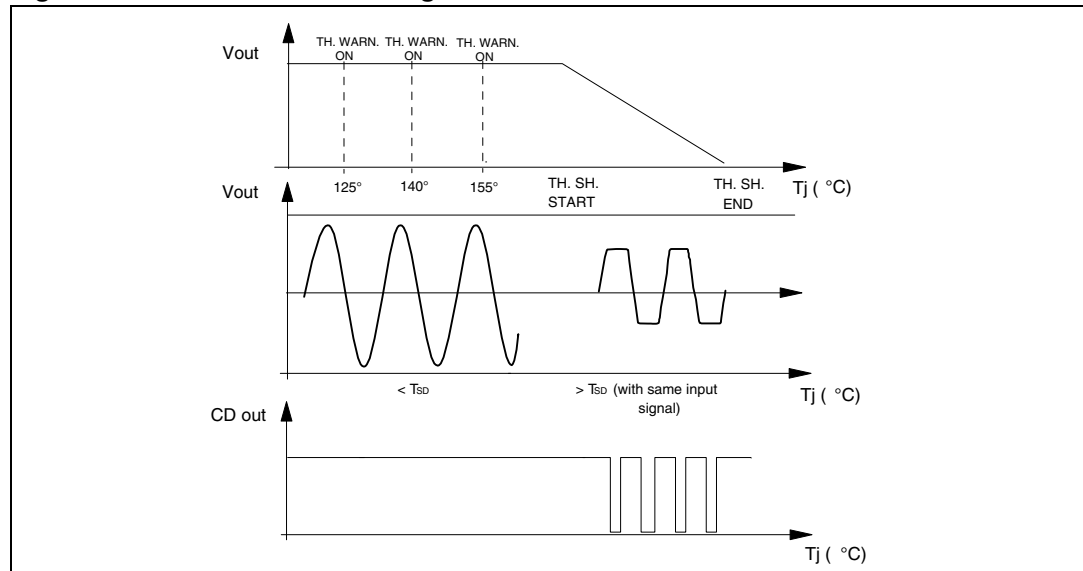 Vout
TH. WARN. TH. WARN. TH. WARN.
ON ON ON
125° 140° 155°
TH. SH.
START
TH. SH.
END
Tj ( °C)
Vout
< TSD
> TSD (with same input
signal)
Tj ( °C)
CD out
Tj ( °C)